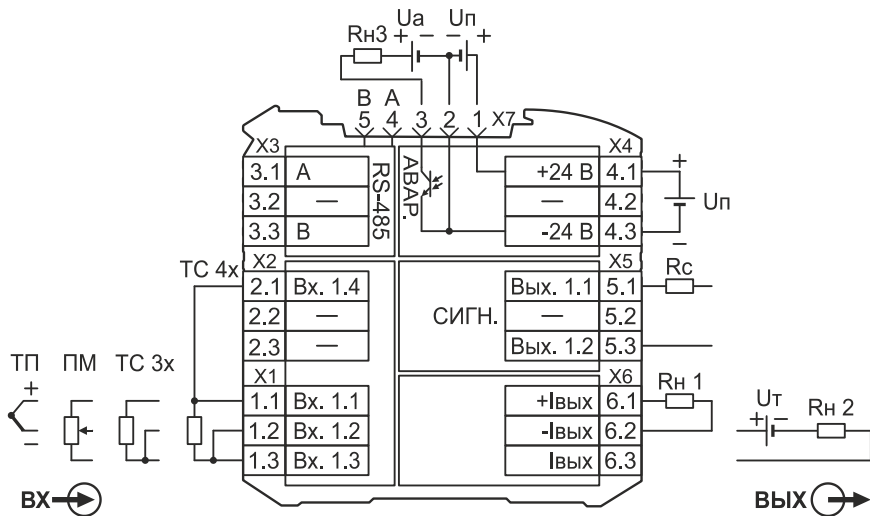 Uа Uп
Rн3 + − − +
B A
5 4 3 2 1 X7
X3 X4
3.1 A RS-485 АВАР. +24 В 4.1 +
3.2 — — 4.2 Uп
3.3 B -24 В 4.3 −
ТС 4х X2 X5 Rс
2.1 Вх. 1.4 Вых. 1.1 5.1
2.2 — СИГН. — 5.2
2.3 — Вых. 1.2 5.3
ТП ПМ ТС 3х X1 X6 Rн 1 Uт
+ 1.1 Вх. 1.1 +Iвых 6.1 + − Rн 2
− 1.2 Вх. 1.2 -Iвых 6.2
1.3 Вх. 1.3 Iвых 6.3
ВХ ВЫХ